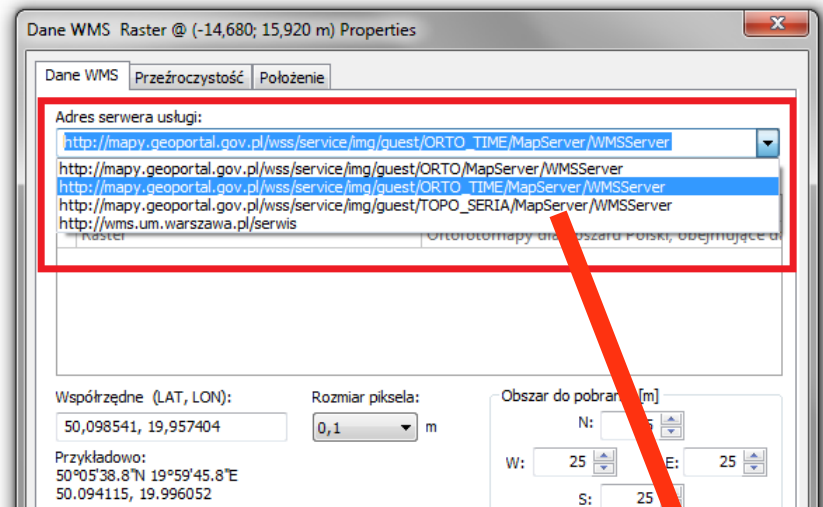 Dane WMS Raster @ (-14,680; 15,920 m) Properties
Dane WMS Przeźroczystość Położenie
Adres serwera usługi:
http://mapy.geoportal.gov.pl/wss/service/img/guest/ORTO_TIME/MapServer/WMSServer
http://mapy.geoportal.gov.pl/wss/service/img/guest/ORTO/MapServer/WMSServer
http://mapy.geoportal.gov.pl/wss/service/img/guest/ORTO_TIME/MapServer/WMSServer
http://mapy.geoportal.gov.pl/wss/service/img/guest/TOPO_SERIA/MapServer/WMSServer
http://wms.um.warszawa.pl/serwis
Raster Polski, obejmujące
Współrzędne (LAT, LON): Rozmiar piksela: Obszar do [m]
50,098541, 19,957404 0,1 m N:
Przykładowo:
50°05'38.8"N 19°59'45.8"E
50.094115, 19.996052
W: 25 E: 25
S: 25